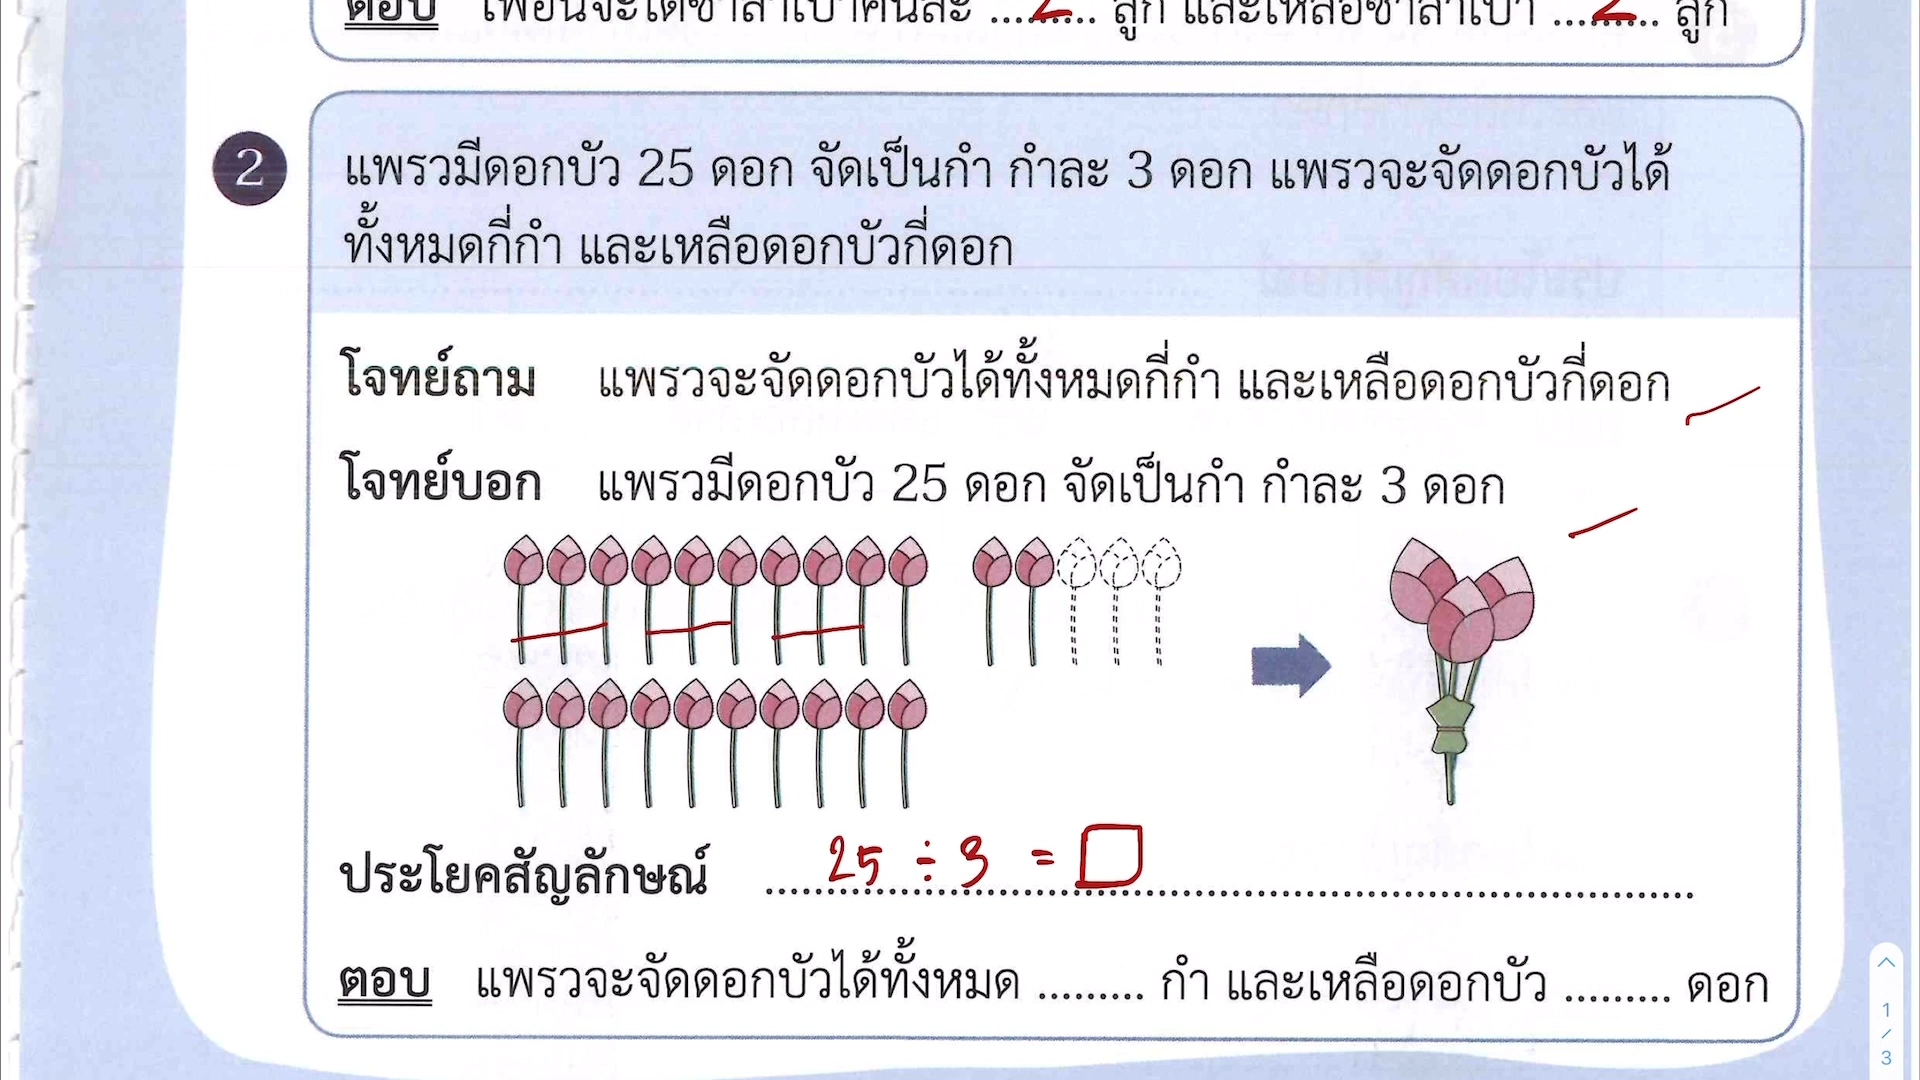 ตอบ เพื่อนจะได้ซาลาเปาคนละ ...2... ลูก และเหลือซาลาเปา ...2... ลูก
2 แพรวมีดอกบัว 25 ดอก จัดเป็นกำ กำละ 3 ดอก แพรวจะจัดดอกบัวได้
ทั้งหมดกี่กำ และเหลือดอกบัวกี่ดอก
โจทย์ถาม แพรวจะจัดดอกบัวได้ทั้งหมดกี่กำ และเหลือดอกบัวกี่ดอก
โจทย์บอก แพรวมีดอกบัว 25 ดอก จัดเป็นกำ กำละ 3 ดอก
ประโยคสัญลักษณ์ 25 ÷ 3 = □
ตอบ แพรวจะจัดดอกบัวได้ทั้งหมด ......... กำ และเหลือดอกบัว ......... ดอก
1
/
3